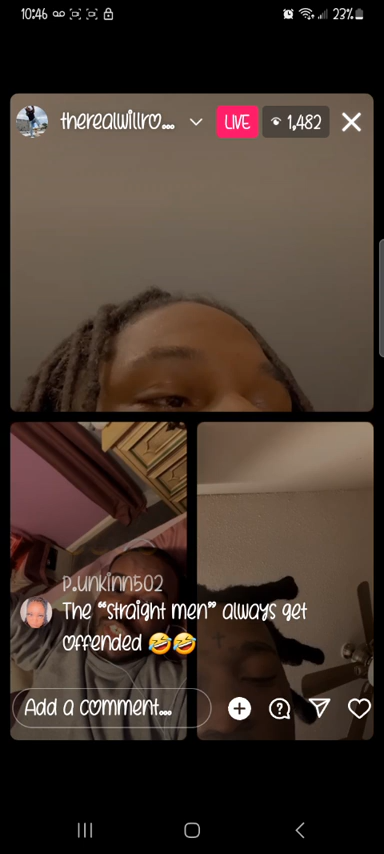 10:46
23%
therealwillro...
LIVE
1,482
p.unkinn502
The “straight men” always get
offended 🤣🤣
Add a comment...